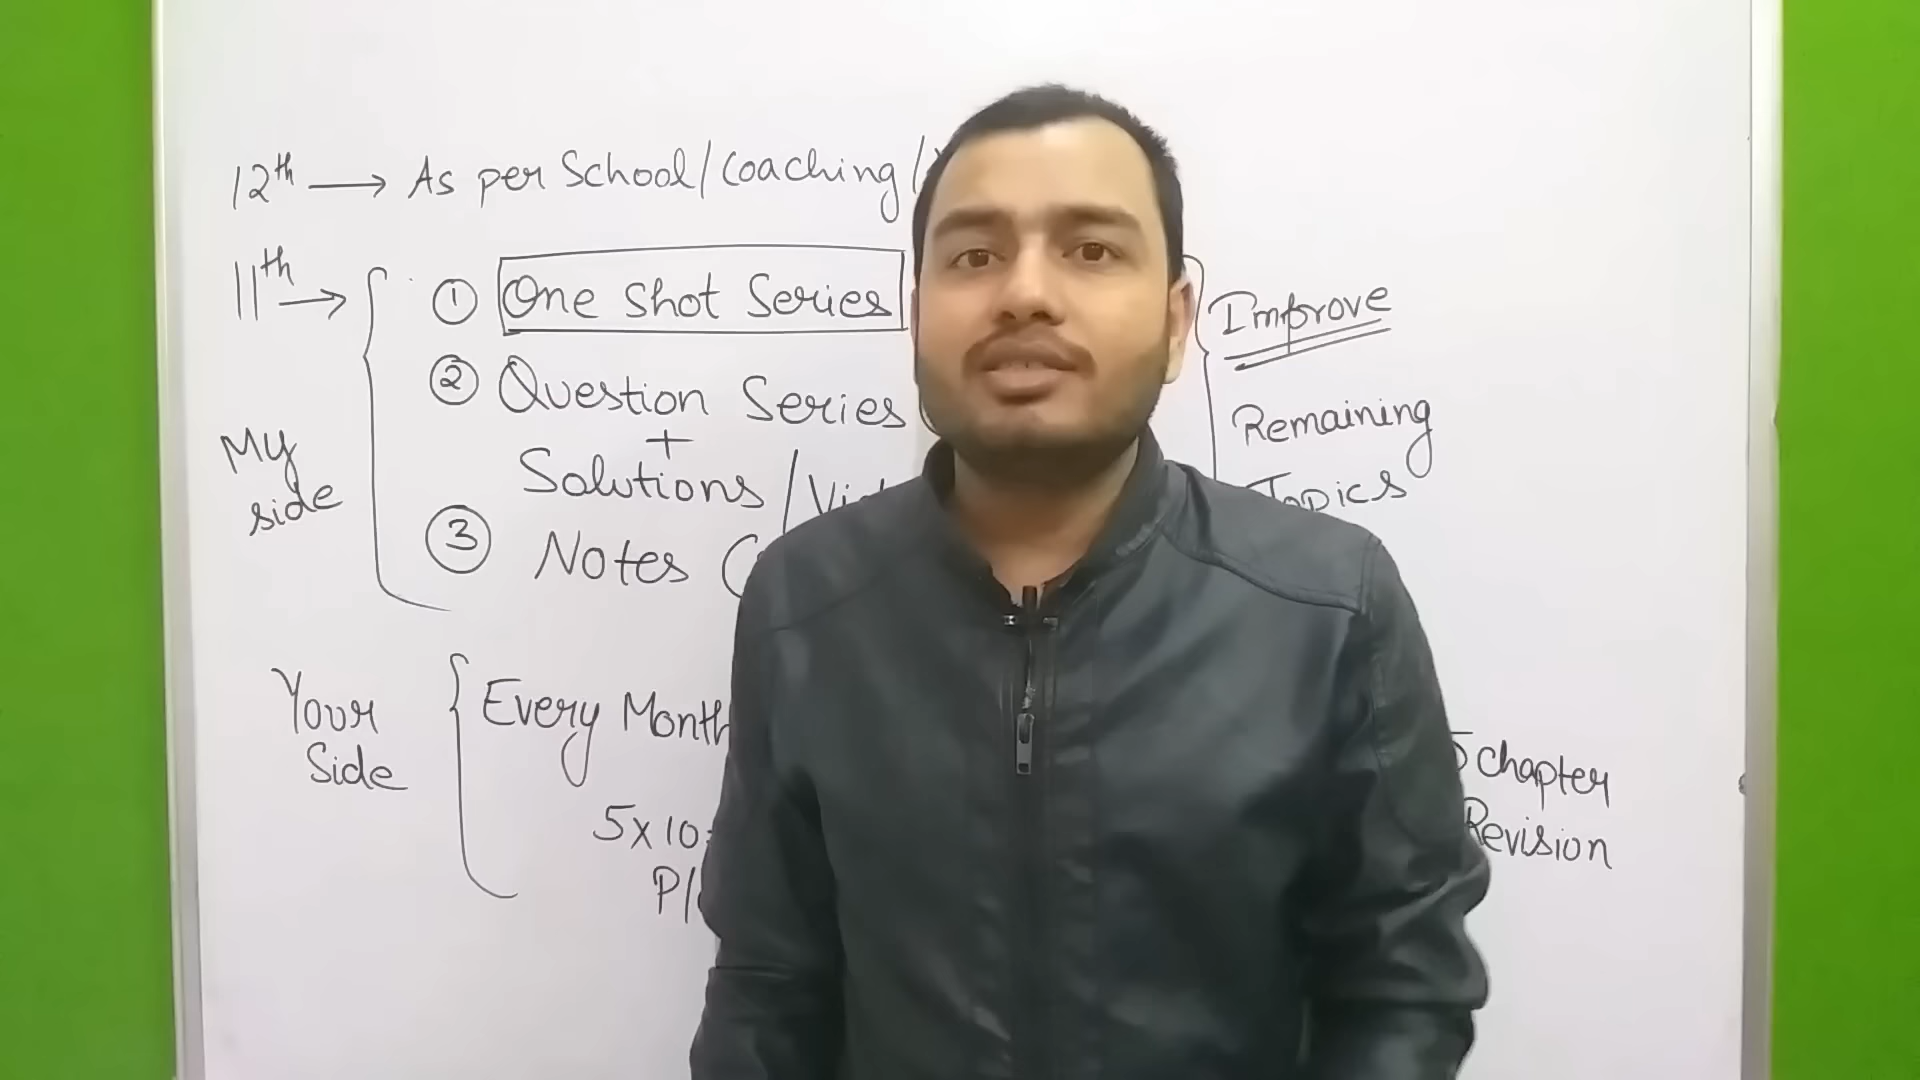 12th → As per School/Coaching/
11th → ① One Shot Series
Improve
② Question Series
+
Remaining
My side
Solutions /
Topics
③ Notes (
Your Side
Every Month
5 Chapter
5x10
Revision
P/